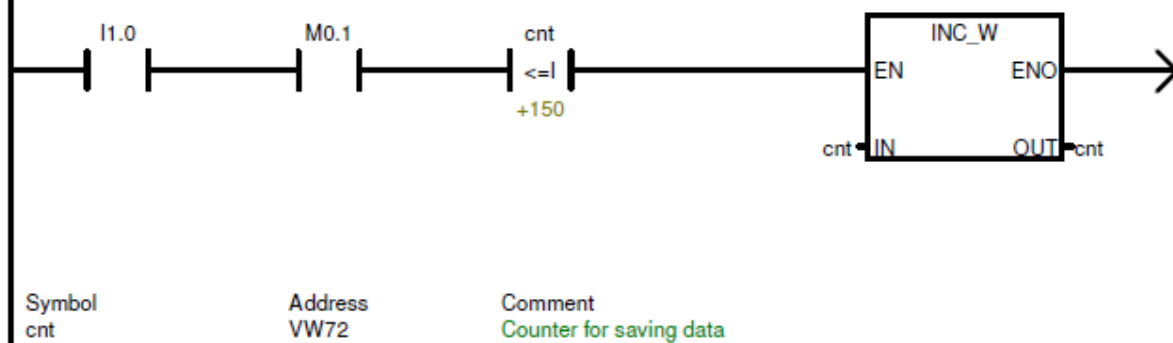 I1.0 M0.1 cnt INC_W
<=I EN ENO
+150
cnt IN OUT cnt
Symbol Address Comment
cnt VW72 Counter for saving data